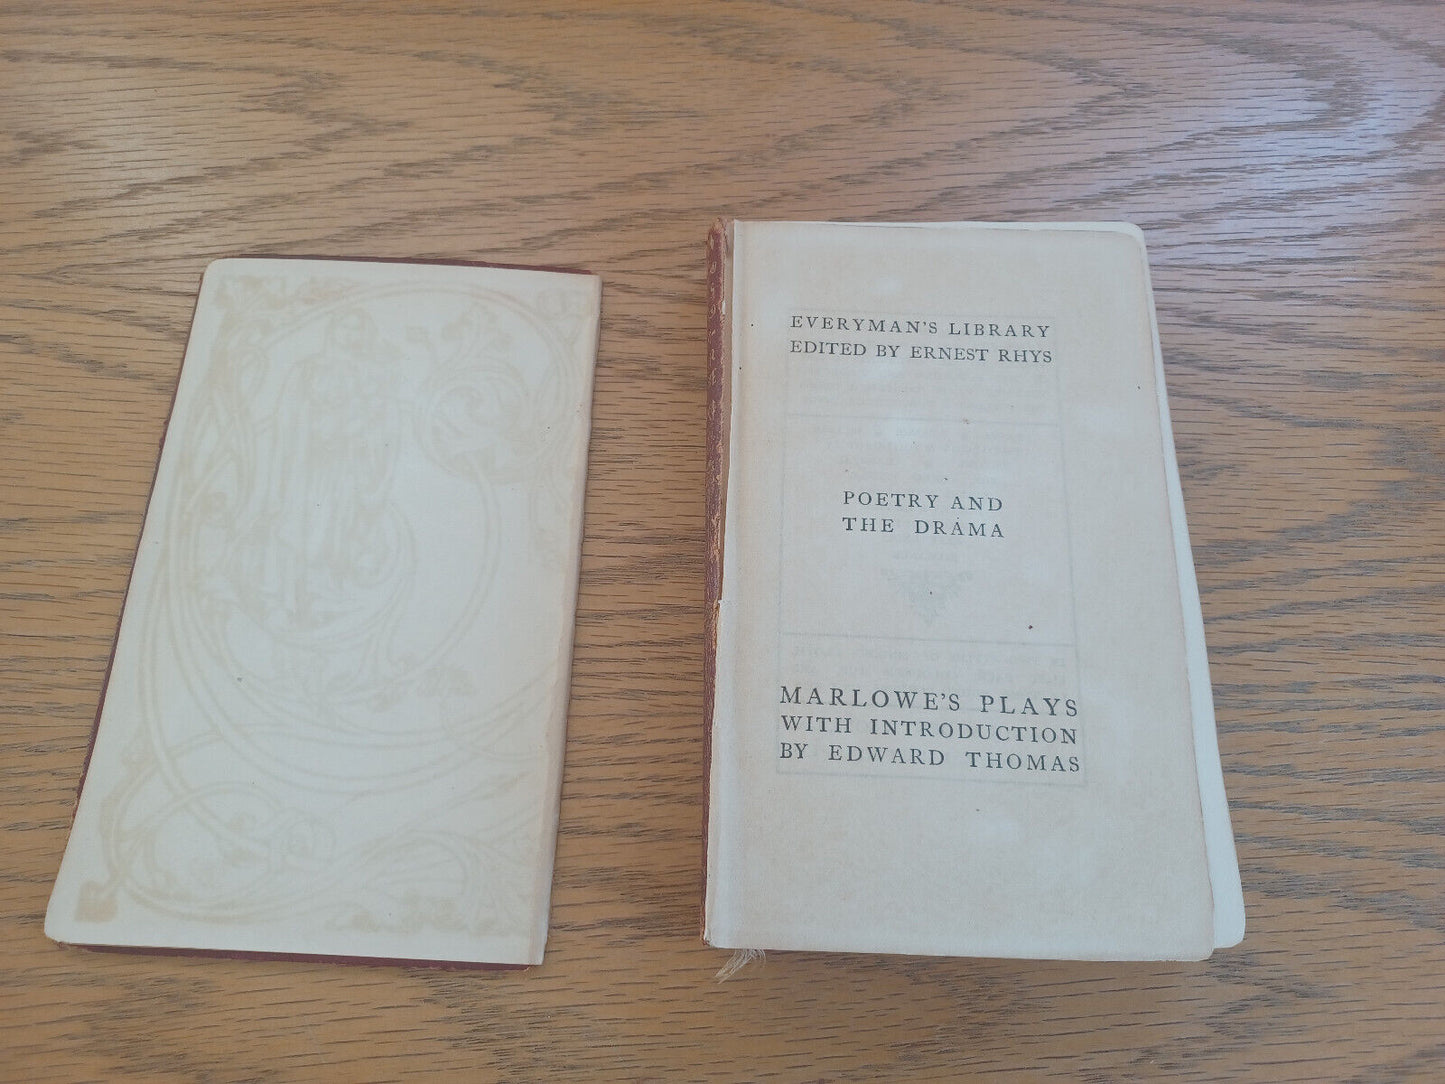 EVERYMAN'S LIBRARY
EDITED BY ERNEST RHYS
POETRY AND
THE DRAMA
MARLOWE'S PLAYS
WITH INTRODUCTION
BY EDWARD THOMAS